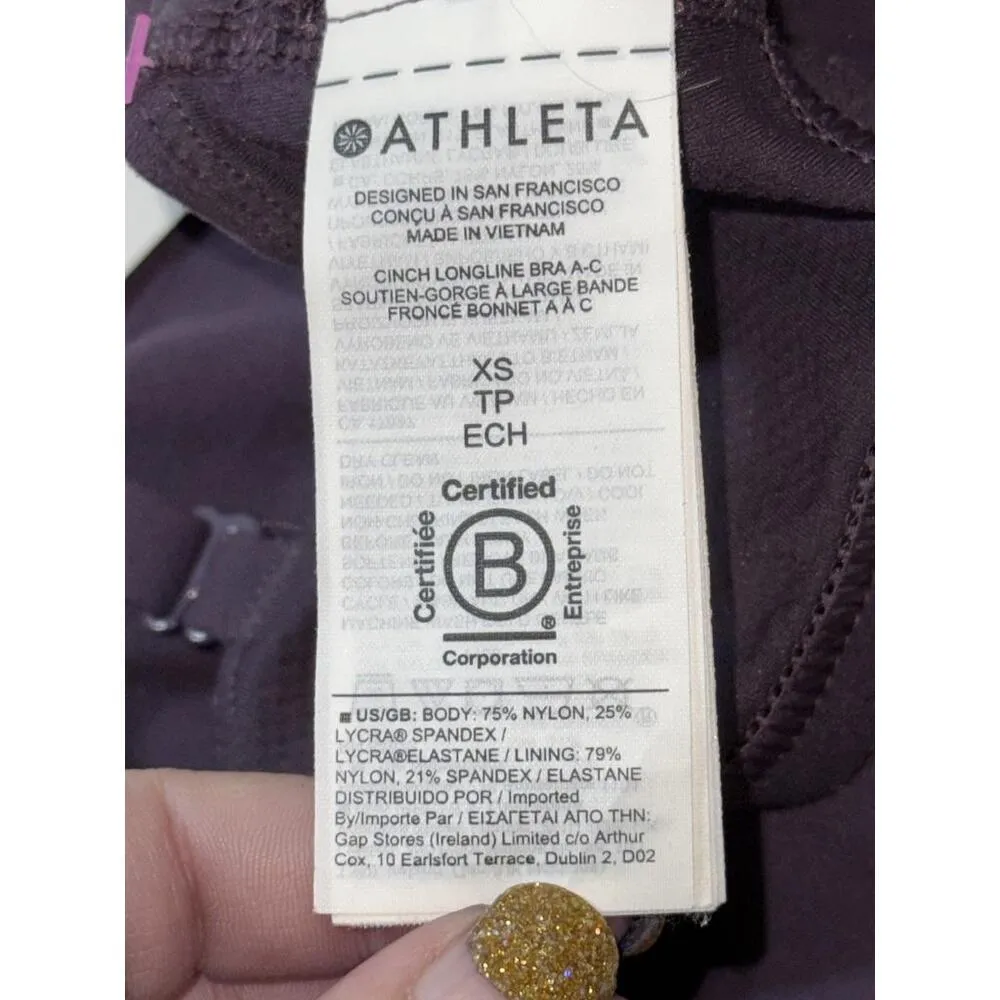 ATHLETA
DESIGNED IN SAN FRANCISCO
CONÇU À SAN FRANCISCO
MADE IN VIETNAM
CINCH LONGLINE BRA A-C
SOUTIEN-GORGE À LARGE BANDE
FRONCÉ BONNET A À C
XS
TP
ECH
Certified
Certifiée
B
Entreprise
®
Corporation
US/GB: BODY: 75% NYLON, 25%
LYCRA® SPANDEX /
LYCRA®ELASTANE / LINING: 79%
NYLON, 21% SPANDEX / ELASTANE
DISTRIBUIDO POR / Imported
By/Importe Par / ΕΙΣΑΓΕΤΑΙ ΑΠΟ ΤΗΝ:
Gap Stores (Ireland) Limited c/o Arthur
Cox, 10 Earlsfort Terrace, Dublin 2, D02